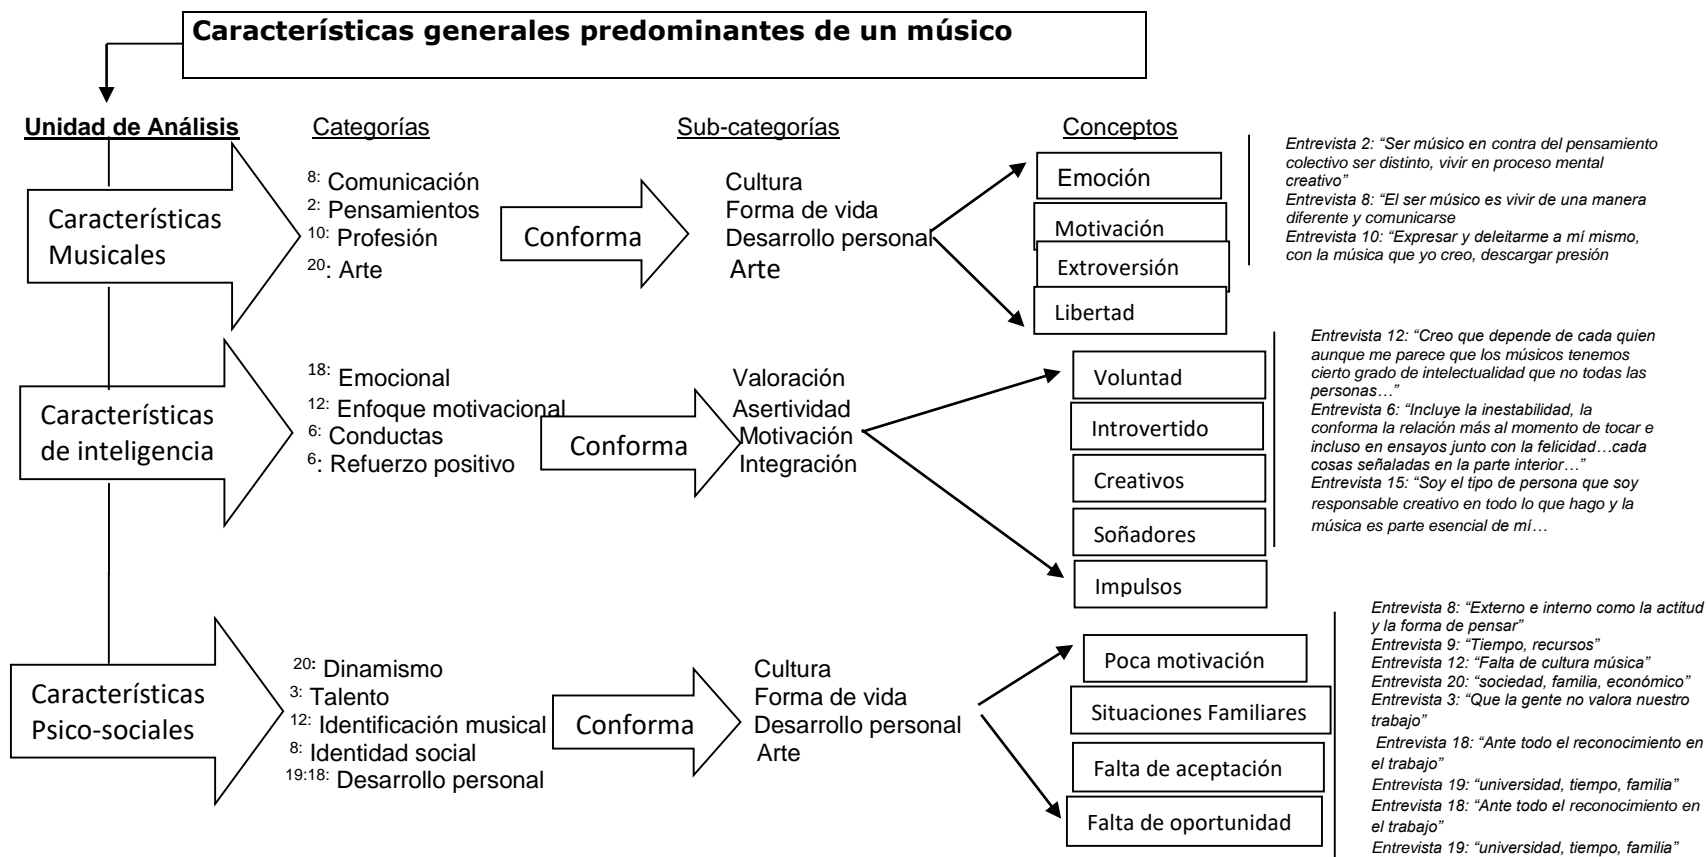 Características generales predominantes de un músico
Unidad de Análisis
Categorías
Sub-categorías
Conceptos
Características
Musicales
8: Comunicación
2: Pensamientos
10: Profesión
20: Arte
Conforma
Cultura
Forma de vida
Desarrollo personal
Arte
Emoción
Motivación
Extroversión
Libertad
Entrevista 2: “Ser músico en contra del pensamiento
colectivo ser distinto, vivir en proceso mental
creativo”
Entrevista 8: “El ser músico es vivir de una manera
diferente y comunicarse
Entrevista 10: “Expresar y deleitarme a mí mismo,
con la música que yo creo, descargar presión
Características
de inteligencia
18: Emocional
12: Enfoque motivacional
6: Conductas
6: Refuerzo positivo
Conforma
Valoración
Asertividad
Motivación
Integración
Voluntad
Introvertido
Creativos
Soñadores
Impulsos
Entrevista 12: “Creo que depende de cada quien
aunque me parece que los músicos tenemos
cierto grado de intelectualidad que no todas las
personas…”
Entrevista 6: “Incluye la inestabilidad, la
conforma la relación más al momento de tocar e
incluso en ensayos junto con la felicidad…cada
cosas señaladas en la parte interior…”
Entrevista 15: “Soy el tipo de persona que soy
responsable creativo en todo lo que hago y la
música es parte esencial de mí…
Características
Psico-sociales
20: Dinamismo
3: Talento
12: Identificación musical
8: Identidad social
19:18: Desarrollo personal
Conforma
Cultura
Forma de vida
Desarrollo personal
Arte
Poca motivación
Situaciones Familiares
Falta de aceptación
Falta de oportunidad
Entrevista 8: “Externo e interno como la actitud
y la forma de pensar”
Entrevista 9: “Tiempo, recursos”
Entrevista 12: “Falta de cultura música”
Entrevista 20: “sociedad, familia, económico”
Entrevista 3: “Que la gente no valora nuestro
trabajo”
Entrevista 18: “Ante todo el reconocimiento en
el trabajo”
Entrevista 19: “universidad, tiempo, familia”
Entrevista 18: “Ante todo el reconocimiento en
el trabajo”
Entrevista 19: “universidad, tiempo, familia”